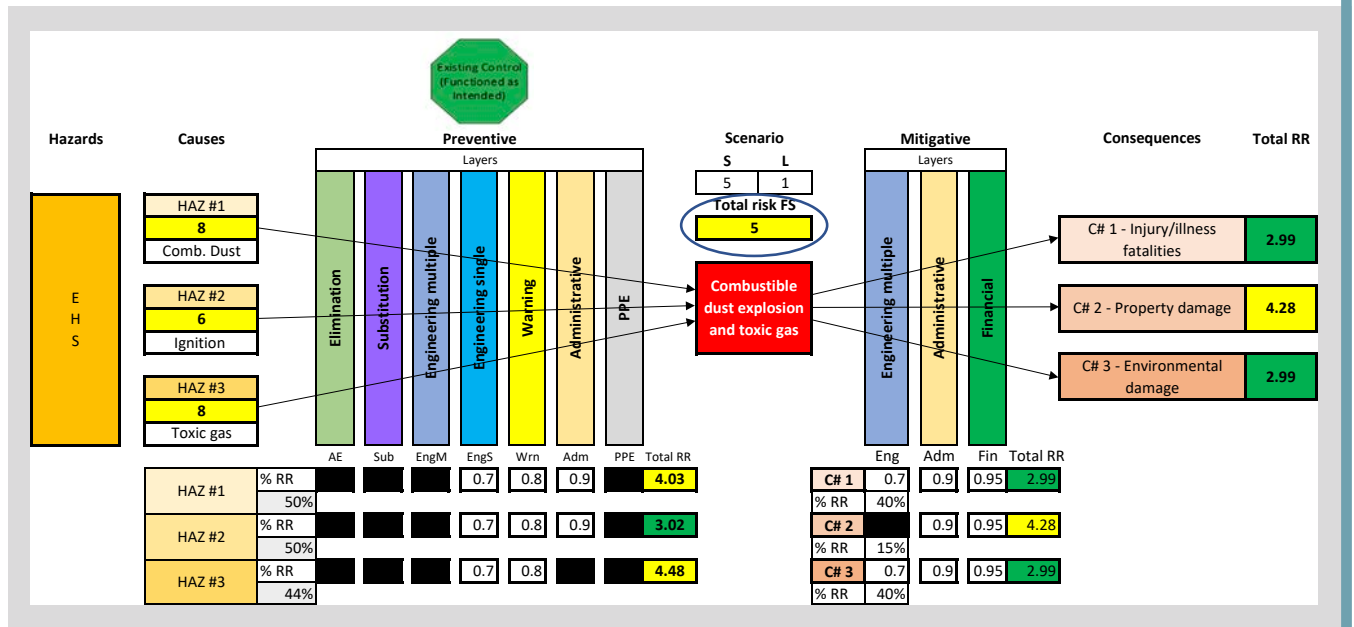 Existing Control
(Functioned as
Intended)
Hazards Causes Preventive Scenario Mitigative Consequences Total RR
Layers S L Layers
5 1
HAZ #1 Total risk FS
8 5
Comb. Dust
C# 1 - Injury/illness
fatalities
2.99
E
H
S
HAZ #2
6
Ignition
Elimination
Substitution
Engineering multiple
Engineering single
Warning
Administrative
PPE
Combustible
dust explosion
and toxic gas
Engineering multiple
Administrative
Financial
C# 2 - Property damage 4.28
HAZ #3
8
Toxic gas
C# 3 - Environmental
damage
2.99
AE Sub EngM EngS Wrn Adm PPE Total RR Eng Adm Fin Total RR
HAZ #1 % RR 0.7 0.8 0.9 4.03 C# 1 0.7 0.9 0.95 2.99
50% % RR 40%
HAZ #2 % RR 0.7 0.8 0.9 3.02 C# 2 0.9 0.95 4.28
50% % RR 15%
HAZ #3 % RR 0.7 0.8 4.48 C# 3 0.7 0.9 0.95 2.99
44% % RR 40%